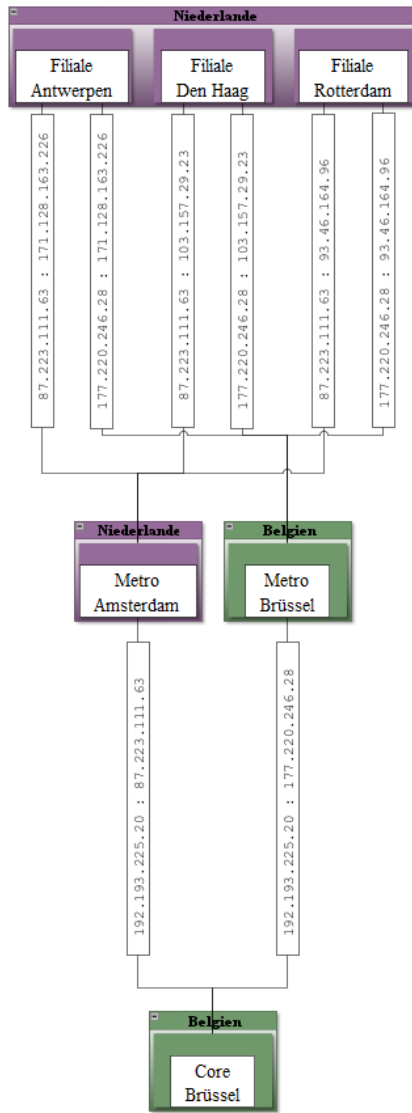 Niederlande
Filiale
Antwerpen
Filiale
Den Haag
Filiale
Rotterdam
87.223.111.63 : 171.128.163.226
177.220.246.28 : 171.128.163.226
87.223.111.63 : 103.157.29.23
177.220.246.28 : 103.157.29.23
87.223.111.63 : 93.46.164.96
177.220.246.28 : 93.46.164.96
Niederlande
Metro
Amsterdam
Belgien
Metro
Brüssel
192.193.225.20 : 87.223.111.63
192.193.225.20 : 177.220.246.28
Belgien
Core
Brüssel